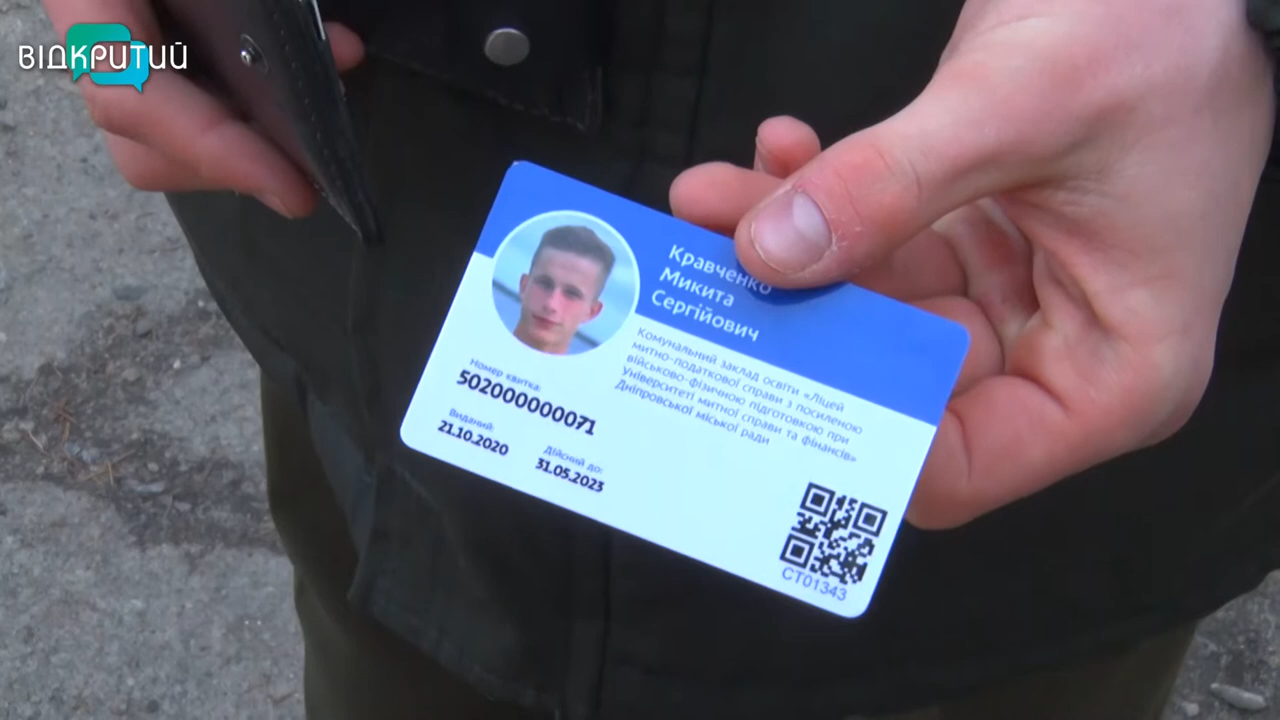 ВІДКРИТИЙ
Кравченко
Микита
Сергійович
Комунальний заклад освіти «Ліцей
митно-податкової справи з посиленою
військово-фізичною підготовкою при
Університеті митної справи та фінансів»
Дніпровської міської ради
Номер квитка:
502000000071
Виданий:
21.10.2020
Дійсний до:
31.05.2023
СТ01343